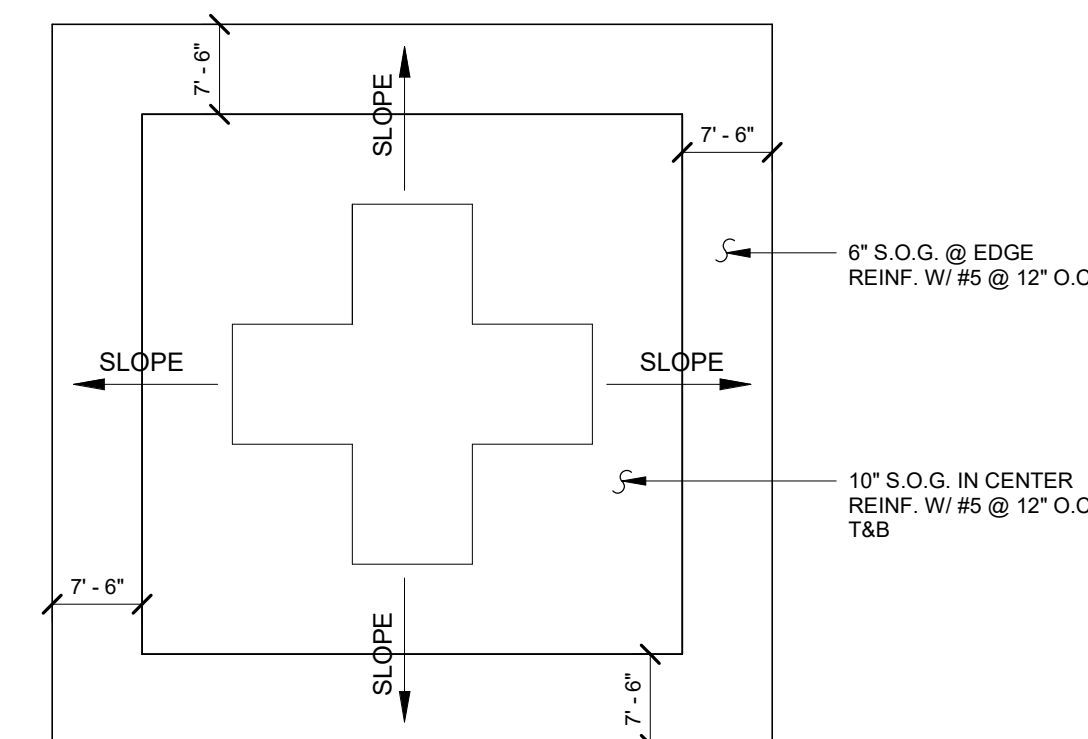 7' - 6"
SLOPE
7' - 6"
6" S.O.G. @ EDGE
REINF. W/ #5 @ 12" O.C
SLOPE
SLOPE
10" S.O.G. IN CENTER
REINF. W/ #5 @ 12" O.C
T&B
7' - 6"
SLOPE
7' - 6"